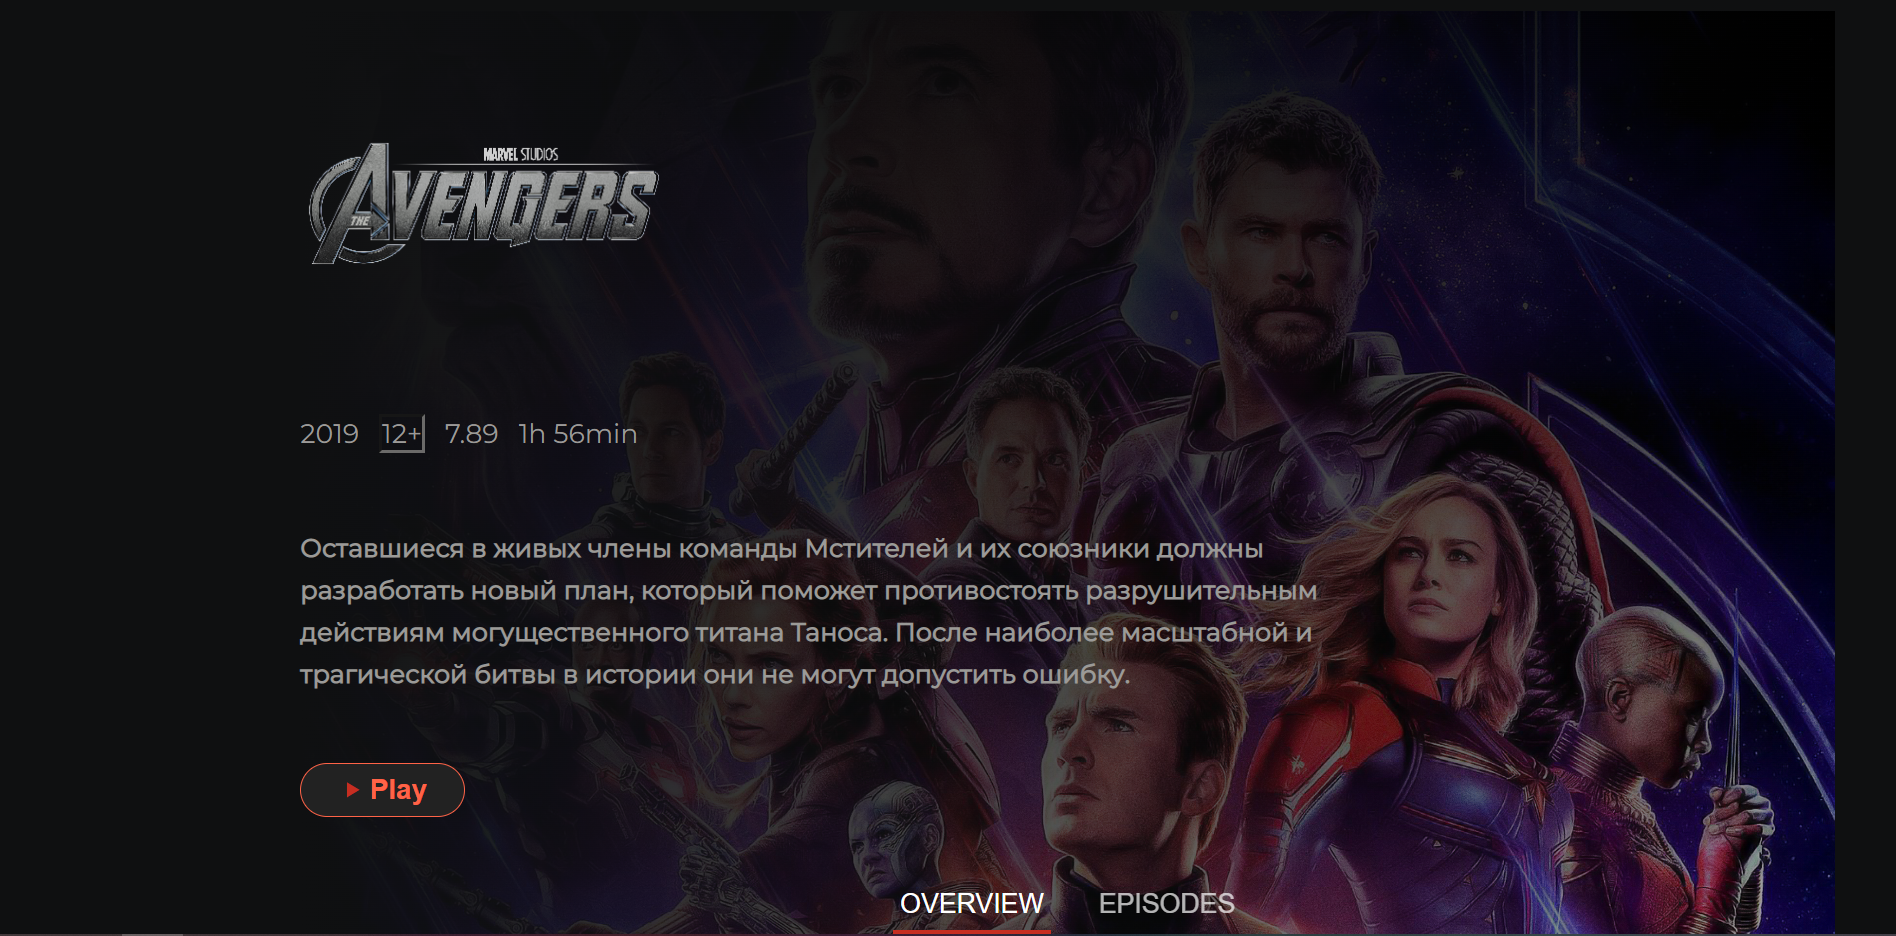 MARVEL STUDIOS
THE AVENGERS
2019 12+ 7.89 1h 56min
Оставшиеся в живых члены команды Мстителей и их союзники должны
разработать новый план, который поможет противостоять разрушительным
действиям могущественного титана Таноса. После наиболее масштабной и
трагической битвы в истории они не могут допустить ошибку.
Play
OVERVIEW EPISODES